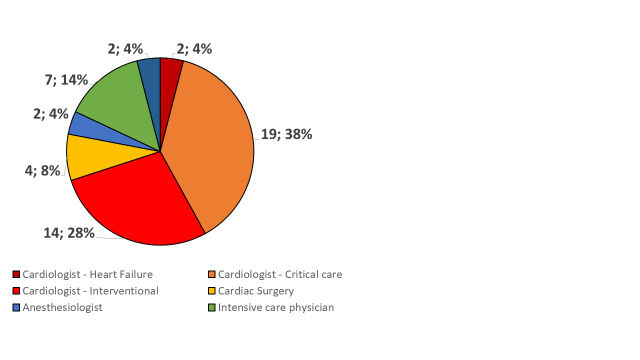 2; 4% 2; 4%
7; 14%
2; 4%
19; 38%
4; 8%
14; 28%
Cardiologist - Heart Failure Cardiologist - Critical care
Cardiologist - Interventional Cardiac Surgery
Anesthesiologist Intensive care physician